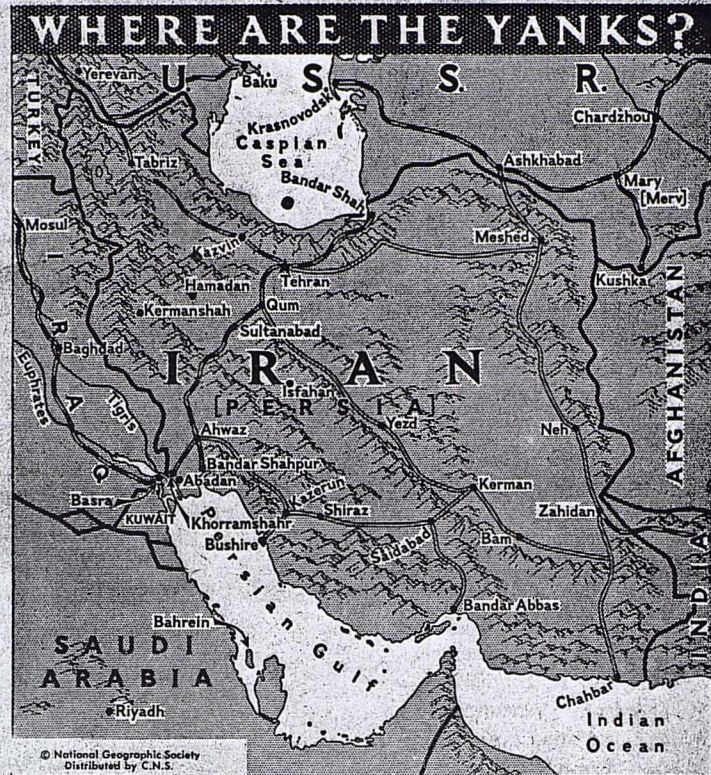 WHERE ARE THE YANKS?
TURKEY
Yerevan
U. S. S. R.
Baku
Krasnovodsk
Caspian
Sea
Chardzhou
Tabriz
Ashkhabad
Mary
[Merv]
Bandar Shah
Mosul
Kazvin
Meshed
Tehran
Kushka
Hamadan
Kermanshah
Qum
Sultanabad
AFGHANISTAN
IRAQ
Baghdad
IRAN
[PERSIA]
Isfahan
Euphrates
Tigris
Yezd
Neh
Ahwaz
Bandar Shahpur
Abadan
Kerman
Basra
KUWAIT
Khorramshahr
Kazerun
Shiraz
Zahidan
Bushire
Saidabad
Bam
INDIA
Persian Gulf
Bandar Abbas
Bahrein
SAUDI
ARABIA
Riyadh
Chahbar
Indian
Ocean
© National Geographic Society
Distributed by C.N.S.